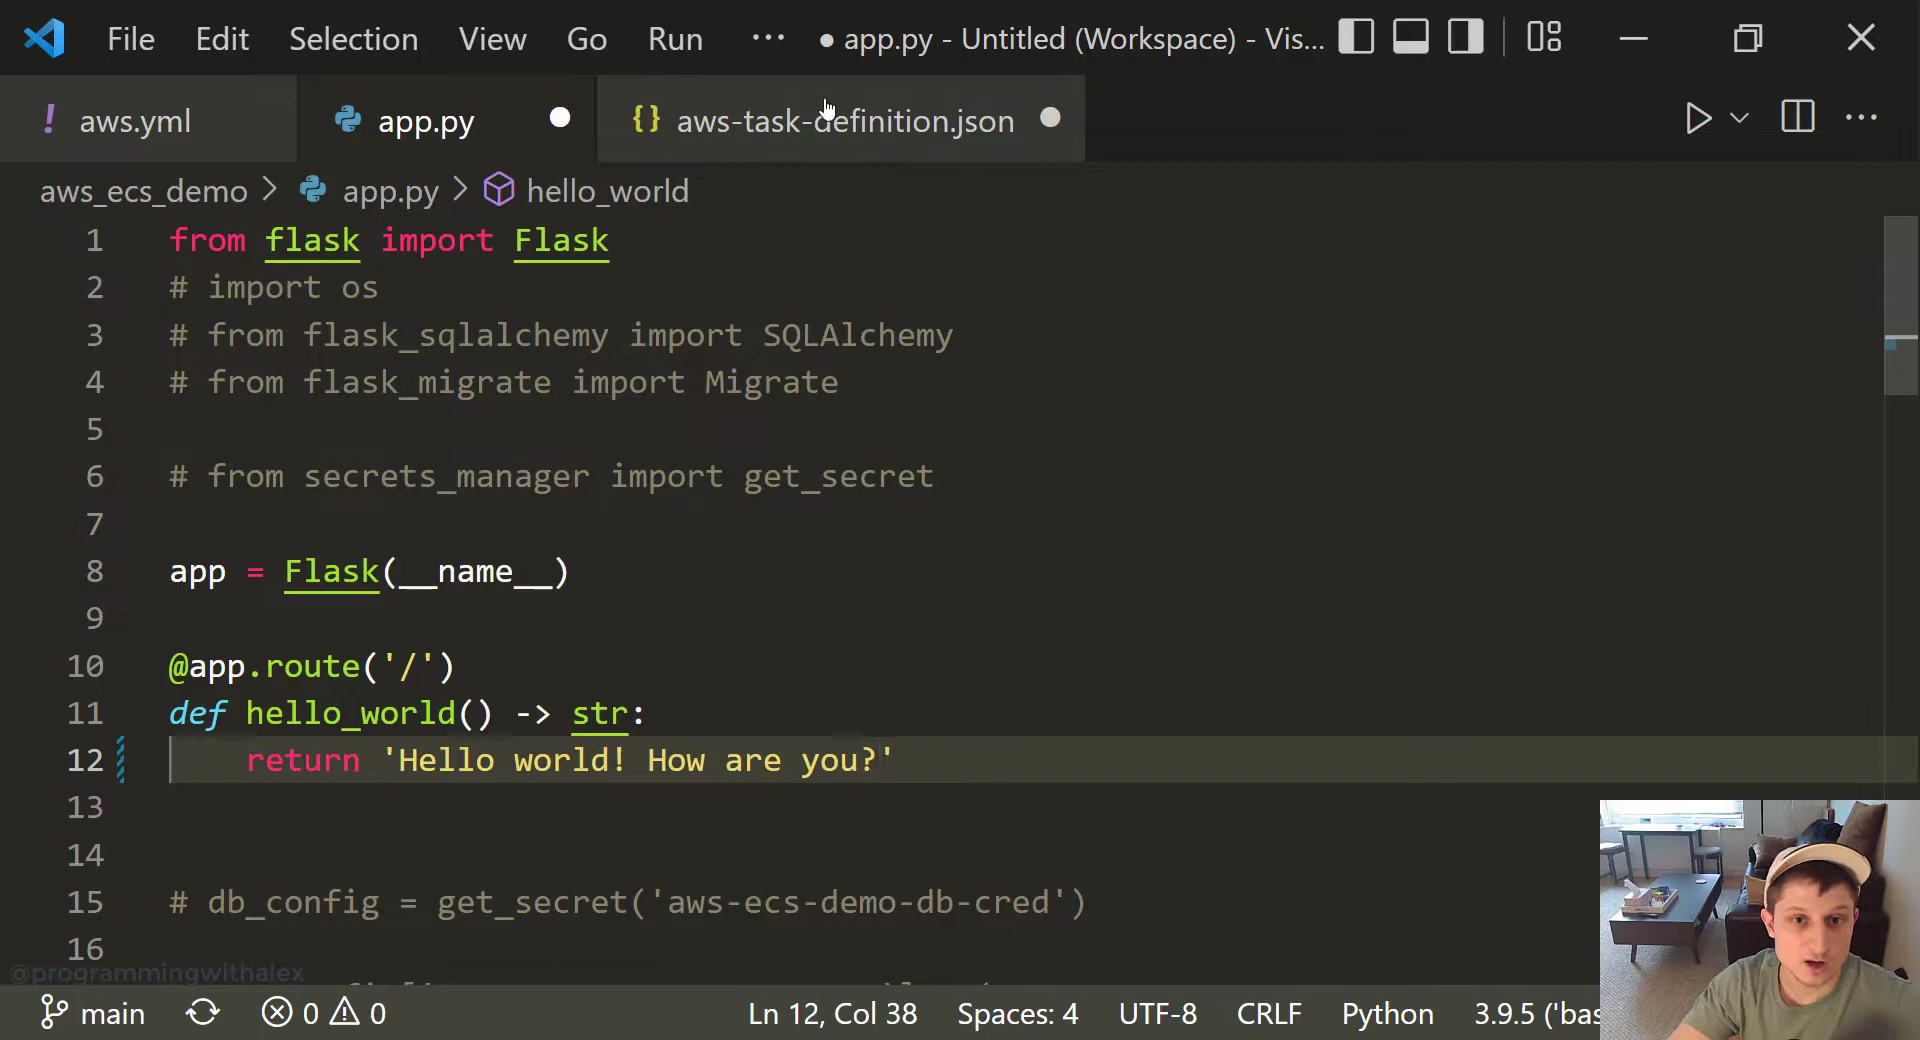 File Edit Selection View Go Run ··· ● app.py - Untitled (Workspace) - Vis...
! aws.yml app.py ● {} aws-task-definition.json ●
aws_ecs_demo > app.py > hello_world
1 from flask import Flask
2 # import os
3 # from flask_sqlalchemy import SQLAlchemy
4 # from flask_migrate import Migrate
5
6 # from secrets_manager import get_secret
7
8 app = Flask(__name__)
9
10 @app.route('/')
11 def hello_world() -> str:
12     return 'Hello world! How are you?'
13
14
15 # db_config = get_secret('aws-ecs-demo-db-cred')
16
@programmingwithalex
main 0 0 Ln 12, Col 38 Spaces: 4 UTF-8 CRLF Python 3.9.5 ('bas